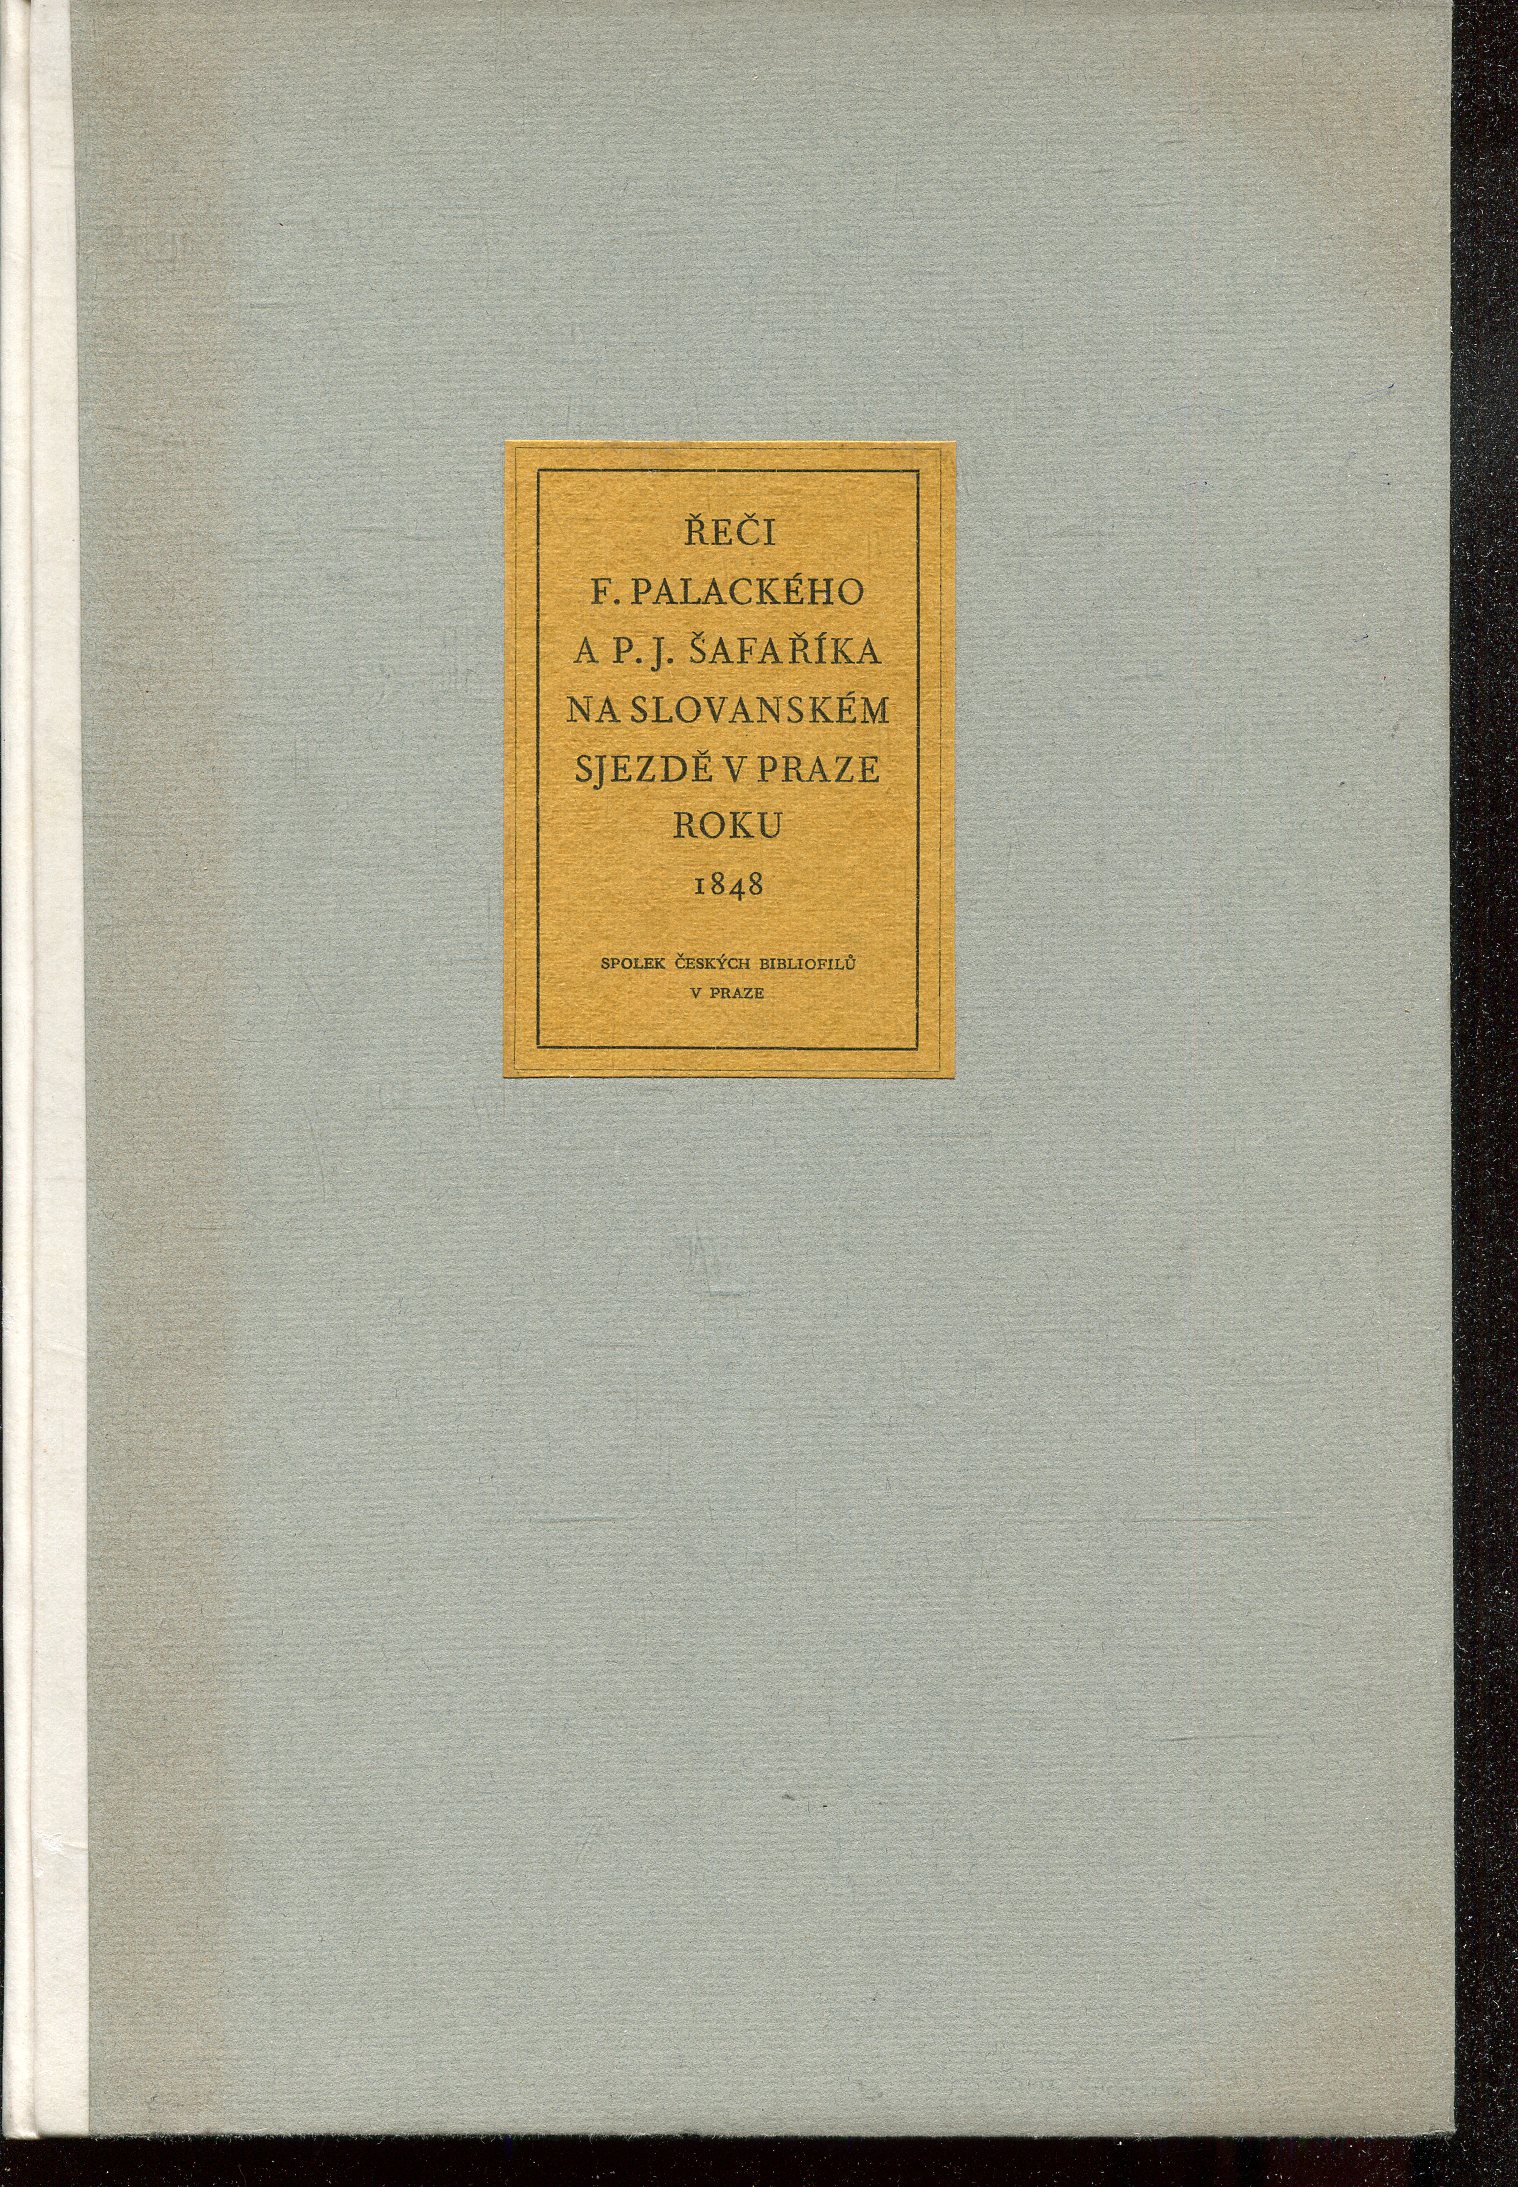 ŘEČI
F. PALACKÉHO
A P. J. ŠAFAŘÍKA
NA SLOVANSKÉM
SJEZDĚ V PRAZE
ROKU
1848
SPOLEK ČESKÝCH BIBLIOFILŮ
V PRAZE